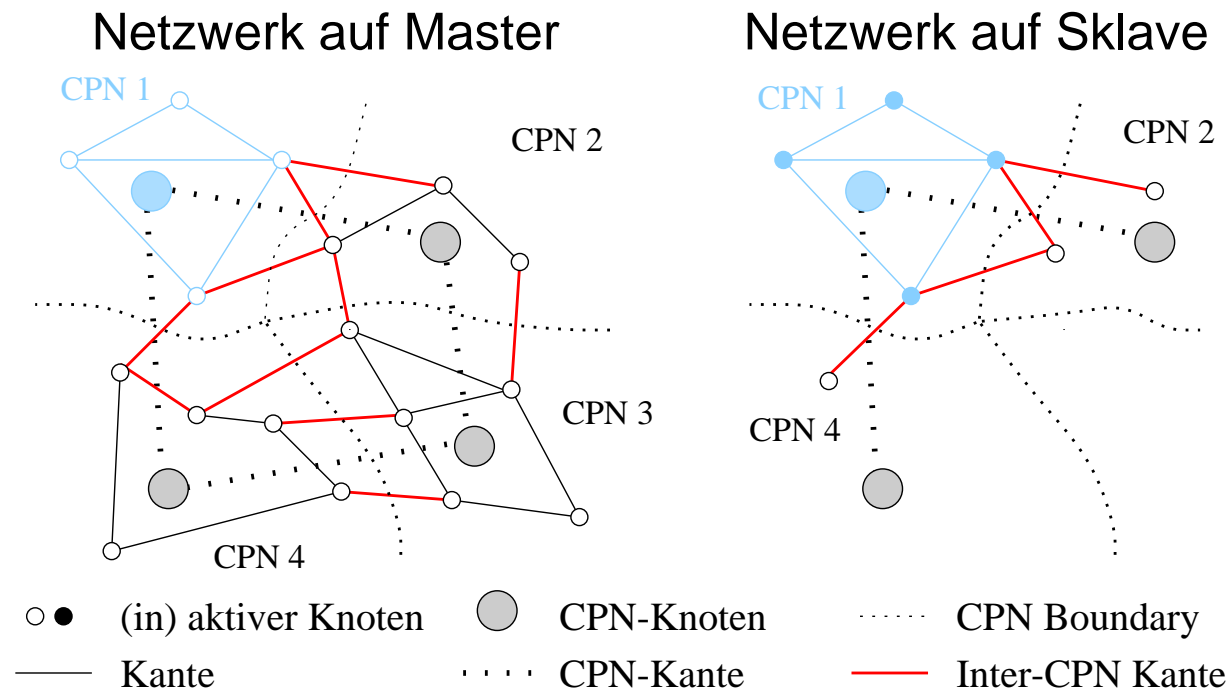 Netzwerk auf Master
Netzwerk auf Sklave
CPN 1
CPN 2
CPN 3
CPN 4
CPN 1
CPN 2
CPN 4
(in) aktiver Knoten
CPN-Knoten
CPN Boundary
Kante
CPN-Kante
Inter-CPN Kante